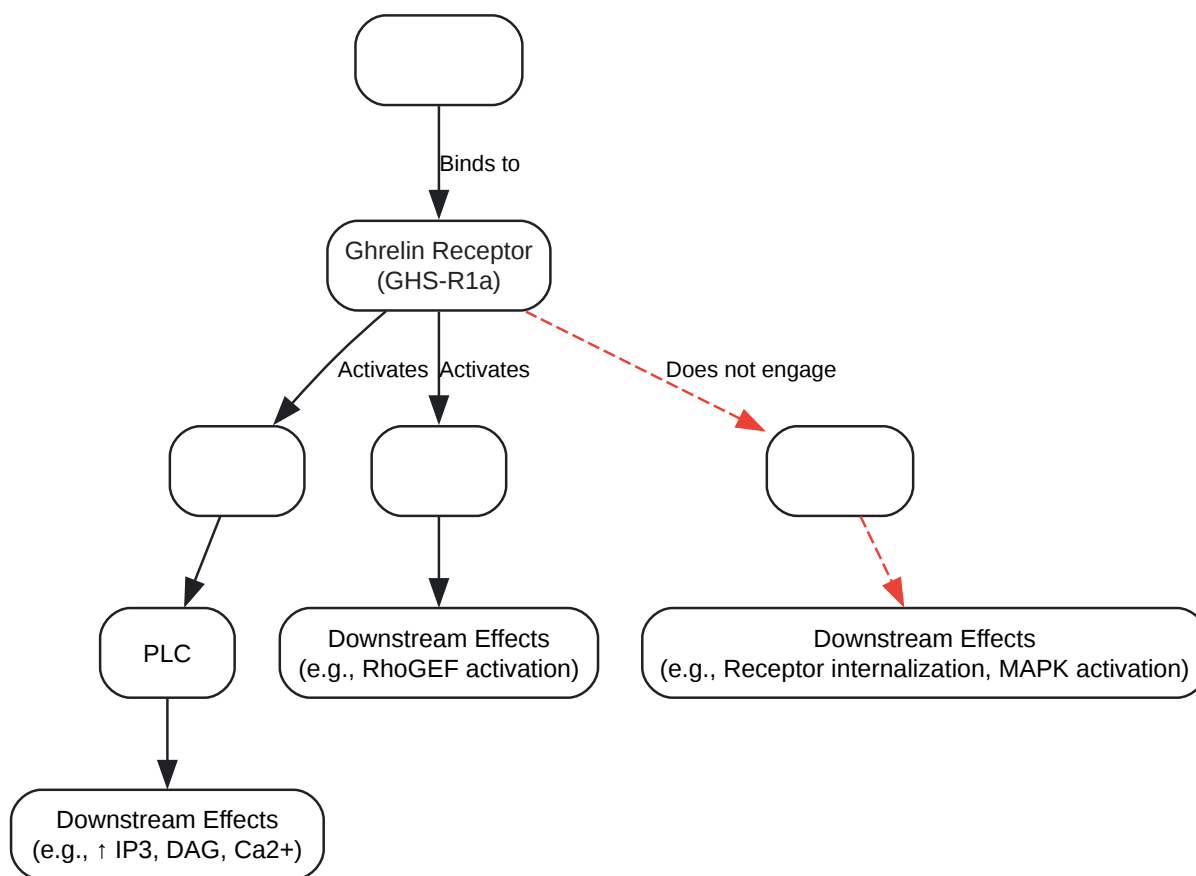 Binds to
Ghrelin Receptor
(GHS-R1a)
Activates
Activates
Does not engage
PLC
Downstream Effects
(e.g., RhoGEF activation)
Downstream Effects
(e.g., Receptor internalization, MAPK activation)
Downstream Effects
(e.g., ↑ IP3, DAG, Ca2+)